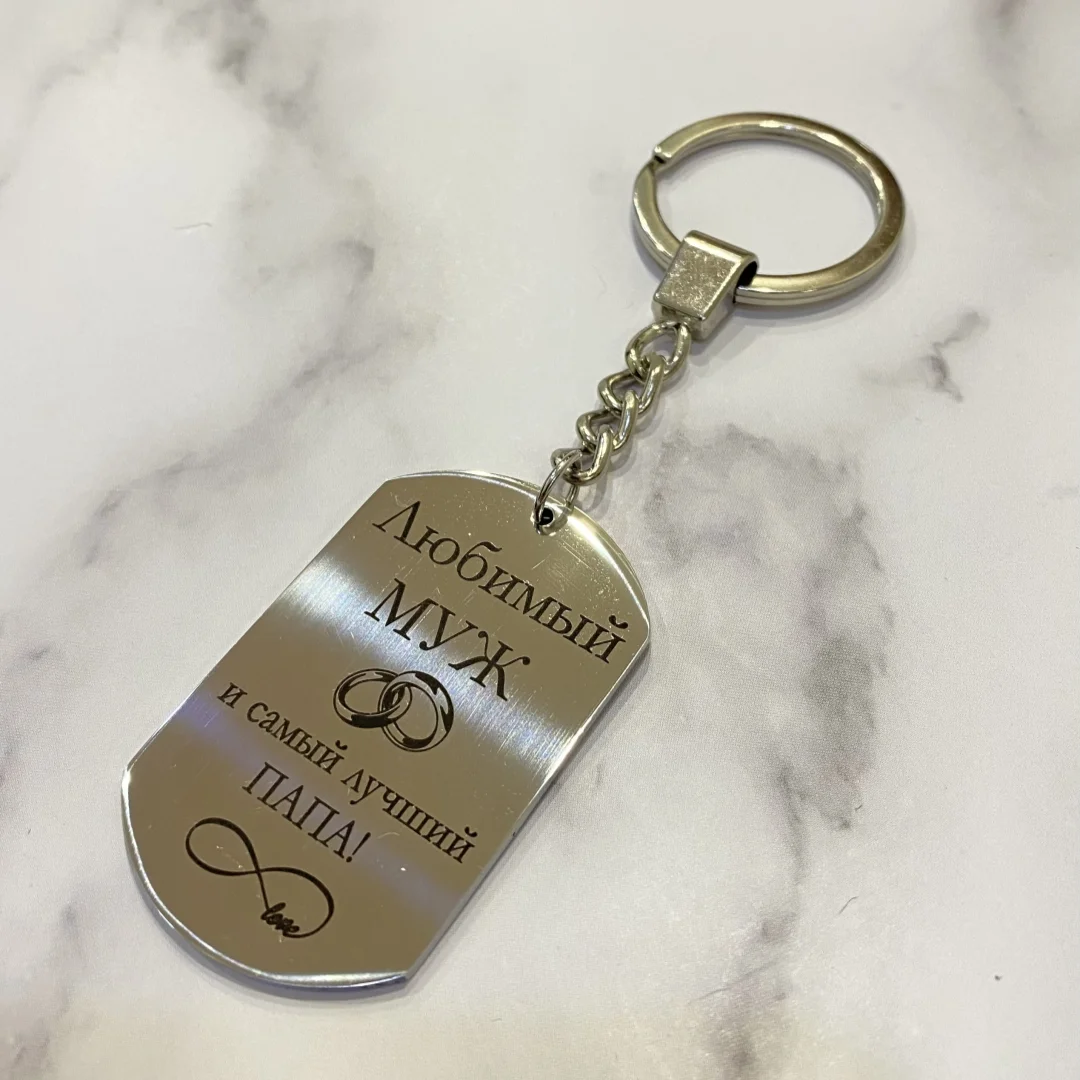 Любимый
МУЖ
и самый лучший
ПАПА!
love